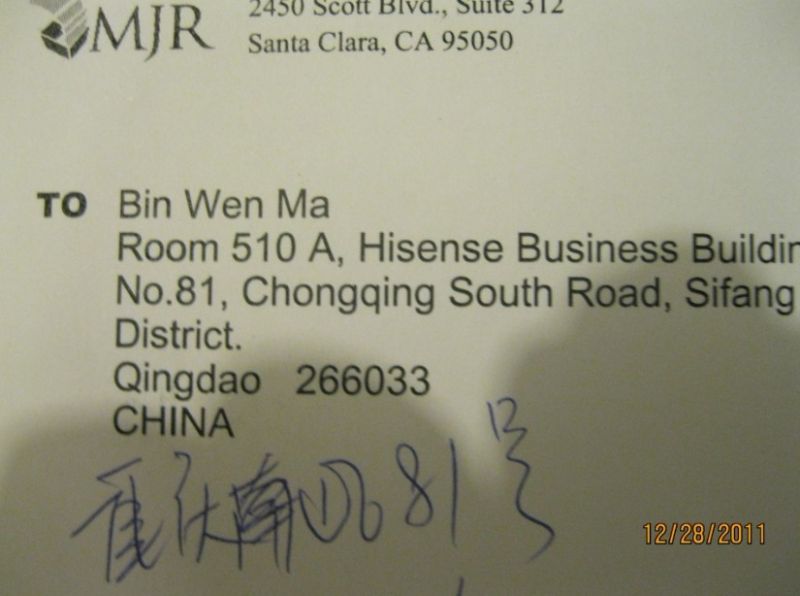 MJR
2450 Scott Blvd., Suite 312
Santa Clara, CA 95050
TO Bin Wen Ma
Room 510 A, Hisense Business Buildin
No.81, Chongqing South Road, Sifang
District.
Qingdao 266033
CHINA
重庆南路81号
12/28/2011